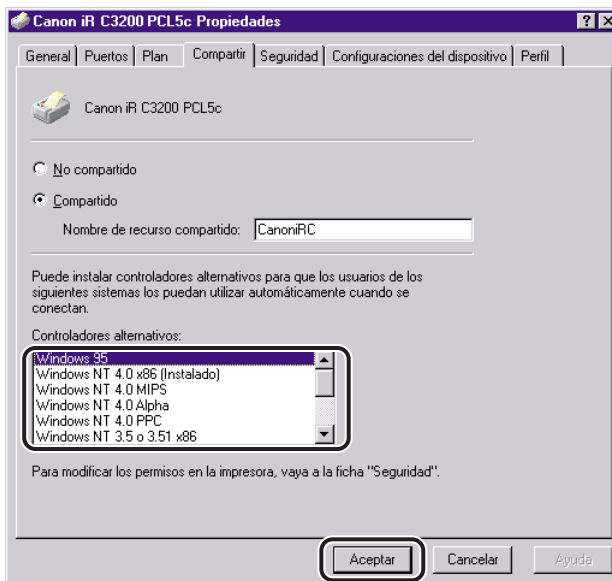 Canon iR C3200 PCL5c Propiedades
General Puertos Plan Compartir Seguridad Configuraciones del dispositivo Perfil
Canon iR C3200 PCL5c
No compartido
Compartido
Nombre de recurso compartido: CanoniRC
Puede instalar controladores alternativos para que los usuarios de los
siguientes sistemas los puedan utilizar automáticamente cuando se
conectan.
Controladores alternativos:
Windows 95
Windows NT 4.0 x86 (Instalado)
Windows NT 4.0 MIPS
Windows NT 4.0 Alpha
Windows NT 4.0 PPC
Windows NT 3.5 o 3.51 x86
Para modificar los permisos en la impresora, vaya a la ficha "Seguridad".
Aceptar Cancelar Ayuda